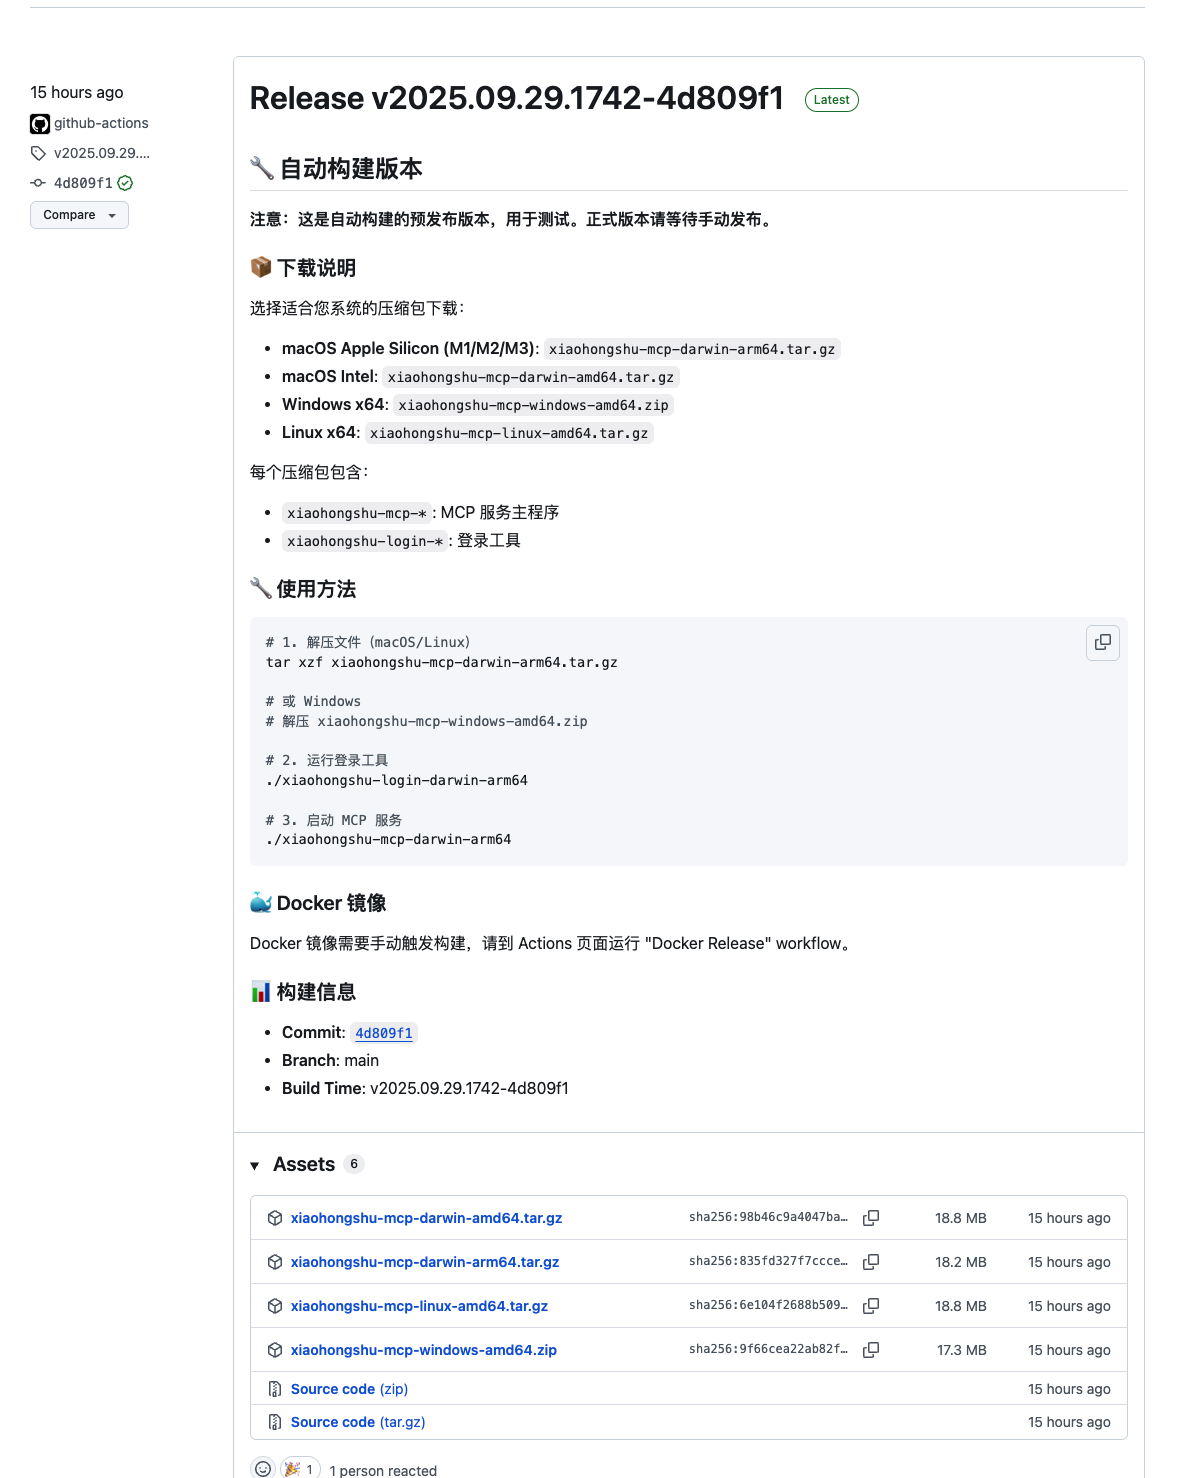 15 hours ago
github-actions
v2025.09.29....
4d809f1
Compare
Release v2025.09.29.1742-4d809f1 Latest
自动构建版本
注意：这是自动构建的预发布版本，用于测试。正式版本请等待手动发布。
下载说明
选择适合您系统的压缩包下载：
• macOS Apple Silicon (M1/M2/M3): xiaohongshu-mcp-darwin-arm64.tar.gz
• macOS Intel: xiaohongshu-mcp-darwin-amd64.tar.gz
• Windows x64: xiaohongshu-mcp-windows-amd64.zip
• Linux x64: xiaohongshu-mcp-linux-amd64.tar.gz
每个压缩包包含：
• xiaohongshu-mcp-*: MCP 服务主程序
• xiaohongshu-login-*: 登录工具
使用方法
# 1. 解压文件（macOS/Linux）
tar xzf xiaohongshu-mcp-darwin-arm64.tar.gz
# 或 Windows
# 解压 xiaohongshu-mcp-windows-amd64.zip
# 2. 运行登录工具
./xiaohongshu-login-darwin-arm64
# 3. 启动 MCP 服务
./xiaohongshu-mcp-darwin-arm64
Docker 镜像
Docker 镜像需要手动触发构建，请到 Actions 页面运行 "Docker Release" workflow。
构建信息
• Commit: 4d809f1
• Branch: main
• Build Time: v2025.09.29.1742-4d809f1
Assets 6
xiaohongshu-mcp-darwin-amd64.tar.gz sha256:98b46c9a4047ba… 18.8 MB 15 hours ago
xiaohongshu-mcp-darwin-arm64.tar.gz sha256:835fd327f7ccce… 18.2 MB 15 hours ago
xiaohongshu-mcp-linux-amd64.tar.gz sha256:6e104f2688b509… 18.8 MB 15 hours ago
xiaohongshu-mcp-windows-amd64.zip sha256:9f66cea22ab82f… 17.3 MB 15 hours ago
Source code (zip) 15 hours ago
Source code (tar.gz) 15 hours ago
1 1 person reacted